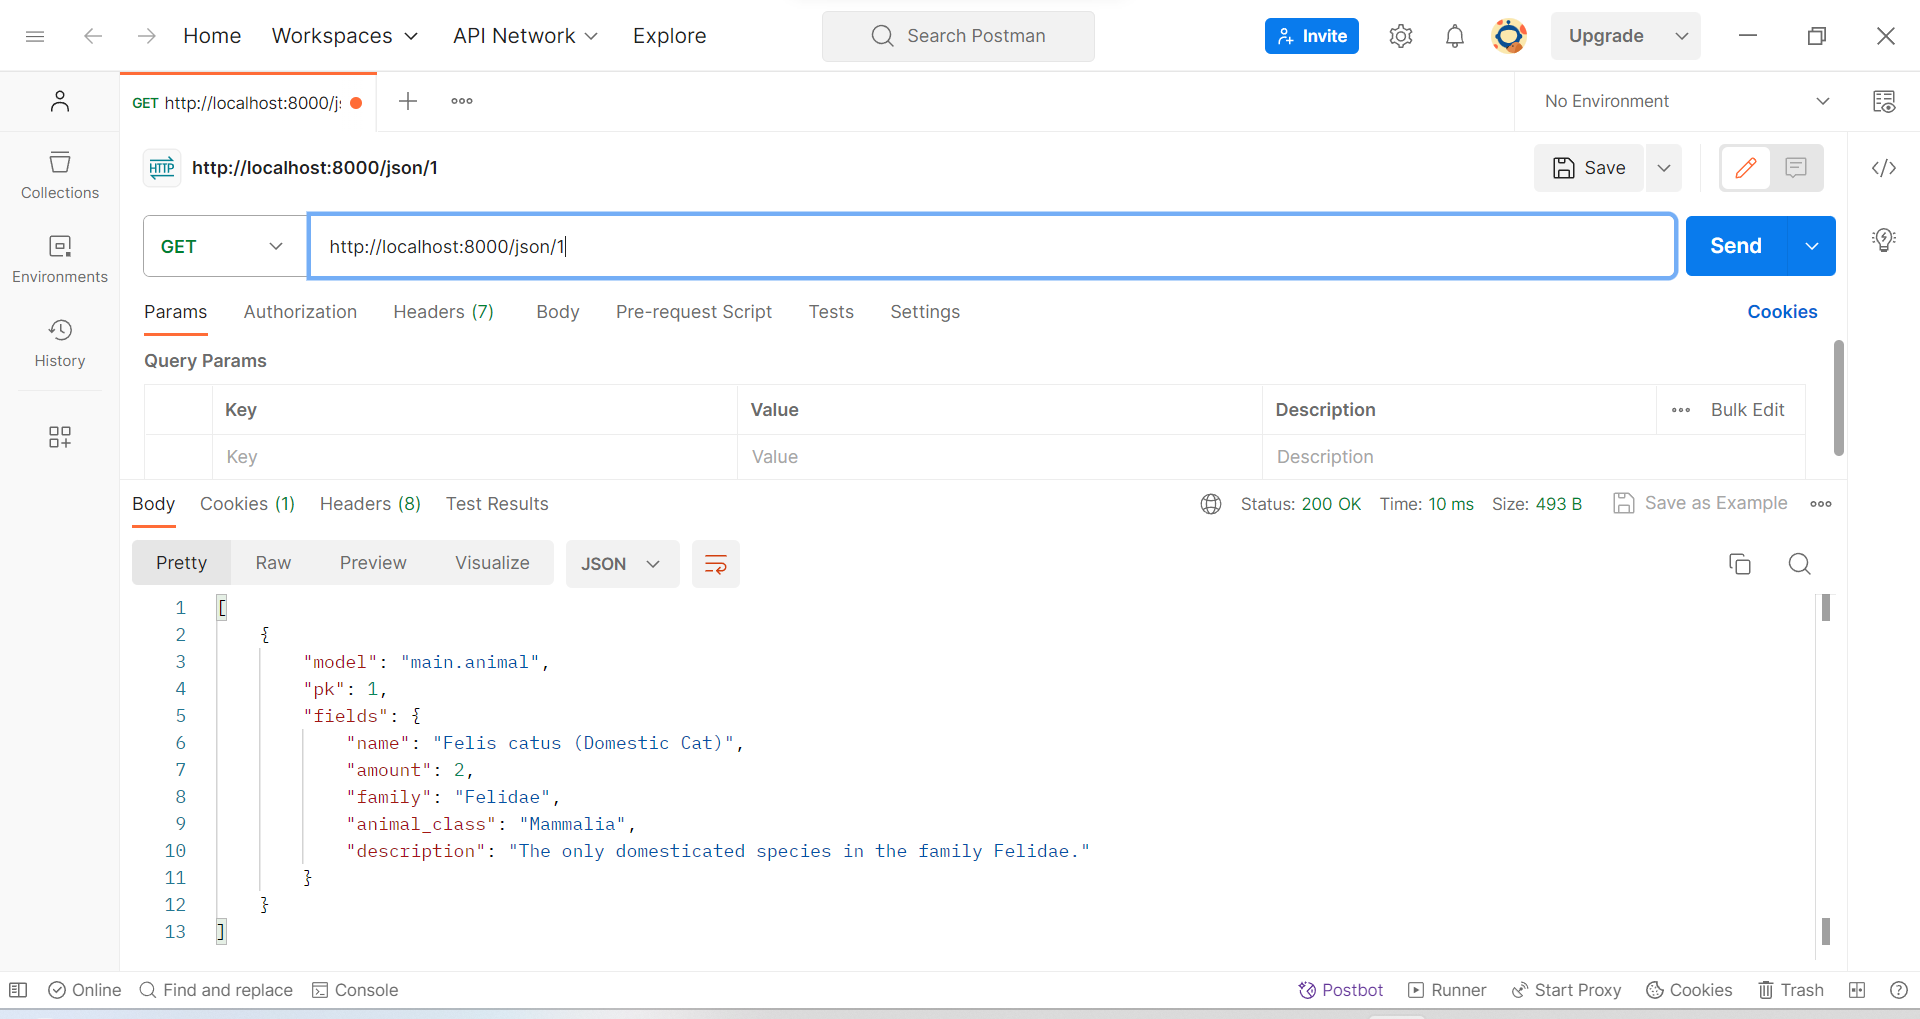 Home Workspaces API Network Explore Search Postman Invite Upgrade
GET http://localhost:8000/j No Environment
HTTP http://localhost:8000/json/1 Save
Collections
GET http://localhost:8000/json/1 Send
Environments
Params Authorization Headers (7) Body Pre-request Script Tests Settings Cookies
History
Query Params
Key Value Description Bulk Edit
Key Value Description
Body Cookies (1) Headers (8) Test Results Status: 200 OK Time: 10 ms Size: 493 B Save as Example
Pretty Raw Preview Visualize JSON
1 [
2 {
3 "model": "main.animal",
4 "pk": 1,
5 "fields": {
6 "name": "Felis catus (Domestic Cat)",
7 "amount": 2,
8 "family": "Felidae",
9 "animal_class": "Mammalia",
10 "description": "The only domesticated species in the family Felidae."
11 }
12 }
13 ]
Online Find and replace Console Postbot Runner Start Proxy Cookies Trash